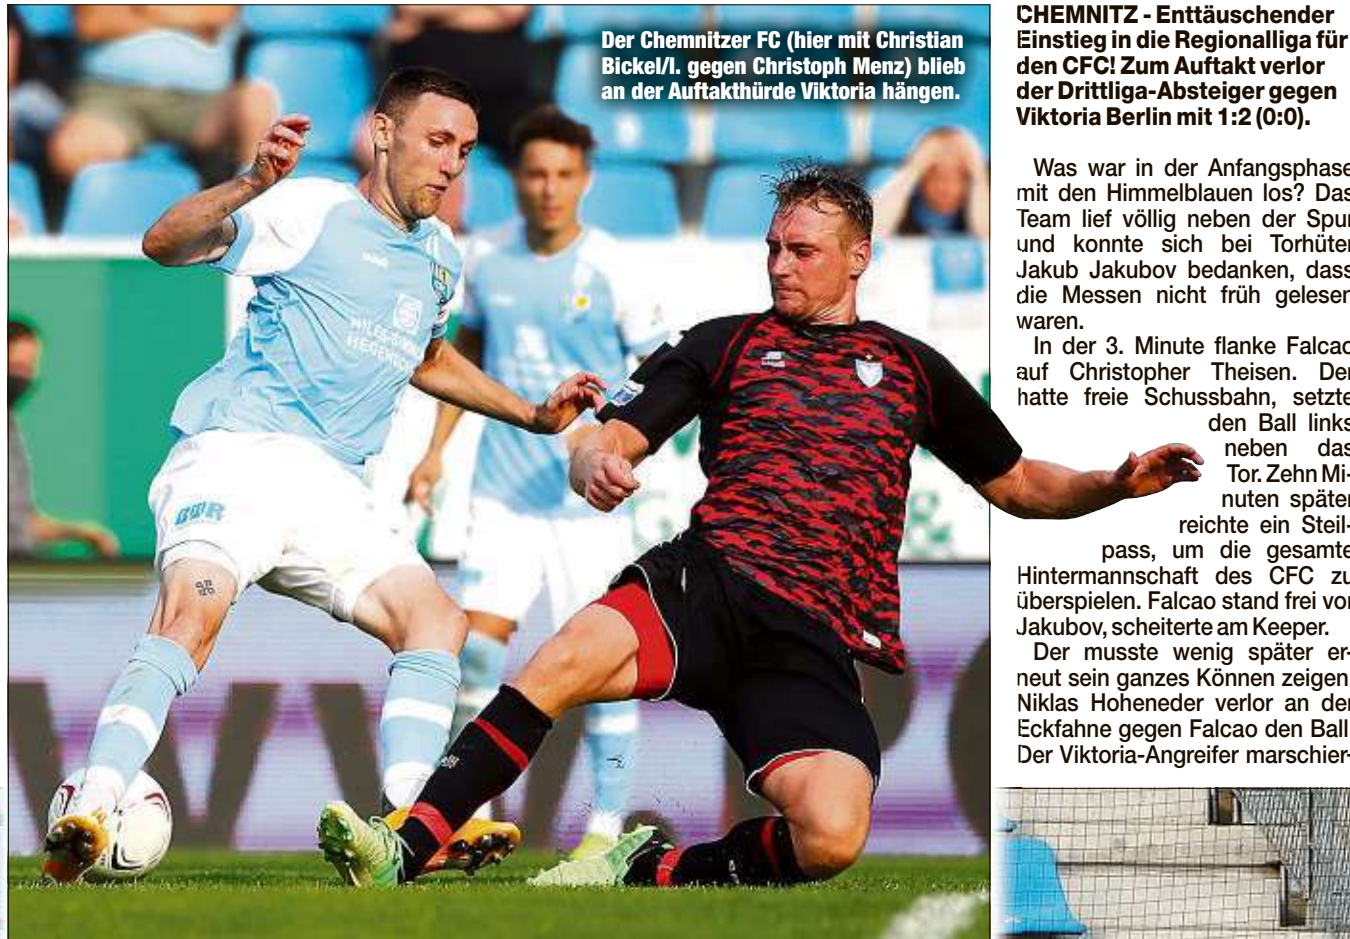 Der Chemnitzer FC (hier mit Christian
Bickel/l. gegen Christoph Menz) blieb
an der Auftakthürde Viktoria hängen.
CHEMNITZ - Enttäuschender
Einstieg in die Regionalliga für
den CFC! Zum Auftakt verlor
der Drittliga-Absteiger gegen
Viktoria Berlin mit 1:2 (0:0).
Was war in der Anfangsphase
mit den Himmelblauen los? Das
Team lief völlig neben der Spur
und konnte sich bei Torhüter
Jakub Jakubov bedanken, dass
die Messen nicht früh gelesen
waren.
In der 3. Minute flanke Falcao
auf Christopher Theisen. Der
hatte freie Schussbahn, setzte
den Ball links
neben das
Tor. Zehn Mi-
nuten später
reichte ein Steil-
pass, um die gesamte
Hintermannschaft des CFC zu
überspielen. Falcao stand frei vor
Jakubov, scheiterte am Keeper.
Der musste wenig später er-
neut sein ganzes Können zeigen.
Niklas Hoheneder verlor an der
Eckfahne gegen Falcao den Ball.
Der Viktoria-Angreifer marschier-